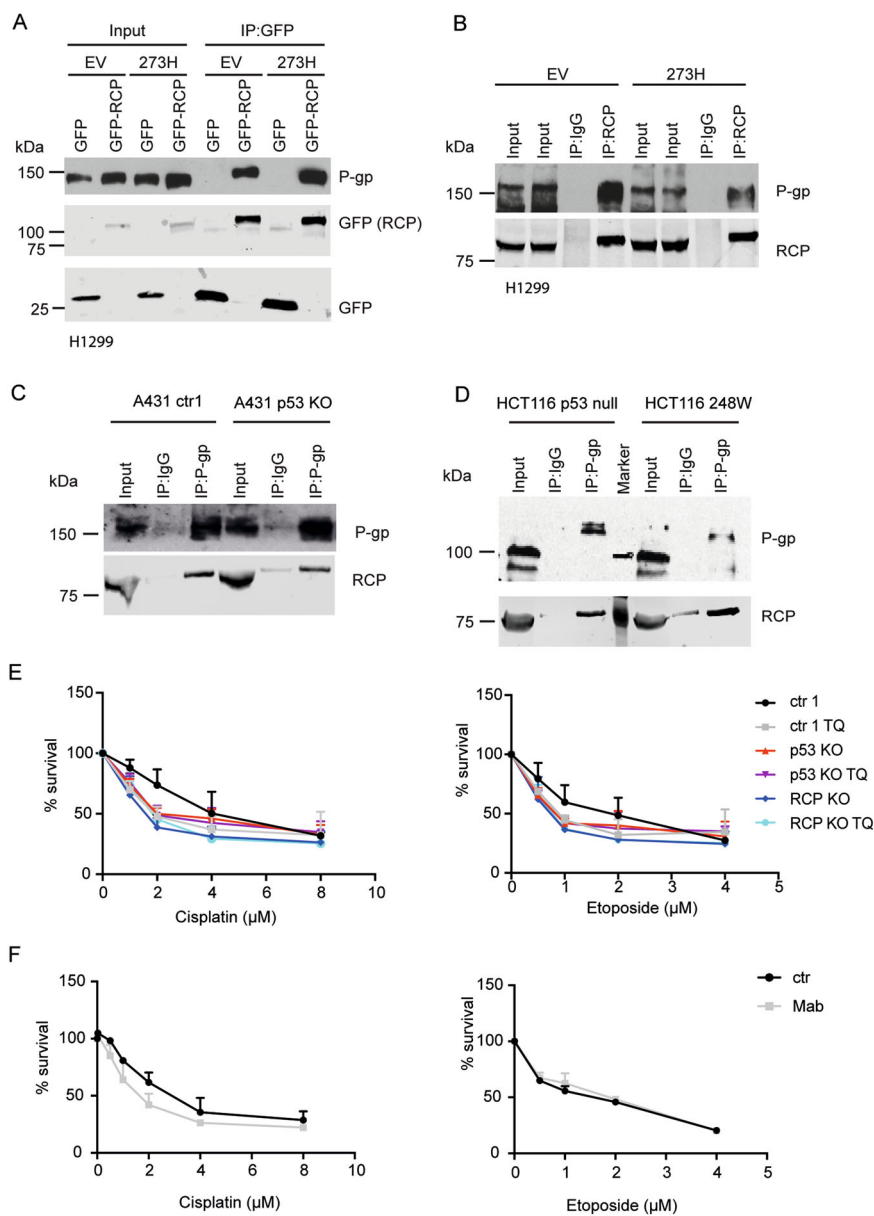 A
Input IP:GFP
EV 273H EV 273H
GFP GFP-RCP GFP GFP-RCP GFP GFP-RCP GFP GFP-RCP
kDa
150 P-gp
100 GFP (RCP)
75
25 GFP
H1299
B
EV 273H
Input Input IP:IgG IP:RCP Input Input IP:IgG IP:RCP
kDa
150 P-gp
75 RCP
H1299
C
A431 ctr1 A431 p53 KO
Input IP:IgG IP:P-gp Input IP:IgG IP:P-gp
kDa
150 P-gp
75 RCP
D
HCT116 p53 null HCT116 248W
Input IP:IgG IP:P-gp Marker Input IP:IgG IP:P-gp
kDa
100 P-gp
75 RCP
E
150
100
50
0
% survival
0 2 4 6 8 10
Cisplatin (µM)
150
100
50
0
% survival
0 1 2 3 4 5
Etoposide (µM)
ctr 1
ctr 1 TQ
p53 KO
p53 KO TQ
RCP KO
RCP KO TQ
F
150
100
50
0
% survival
0 2 4 6 8 10
Cisplatin (µM)
150
100
50
0
% survival
0 1 2 3 4 5
Etoposide (µM)
ctr
Mab